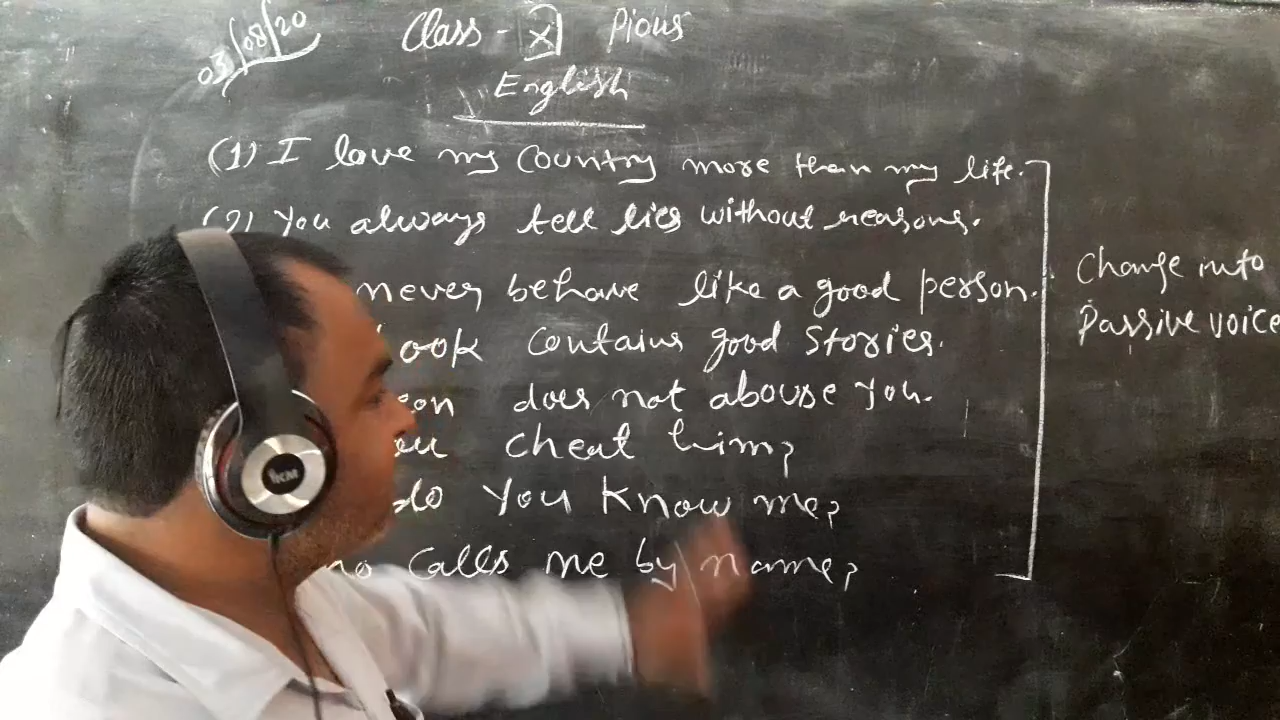 03/08/20
Class - X Pious
English
(1) I love my country more than my life.
(2) You always tell lies without reasons.
never behave like a good person.
ook contains good stories.
on does not abouse you.
cheat him?
do you know me?
calls me by name?
Change into
Passive voice